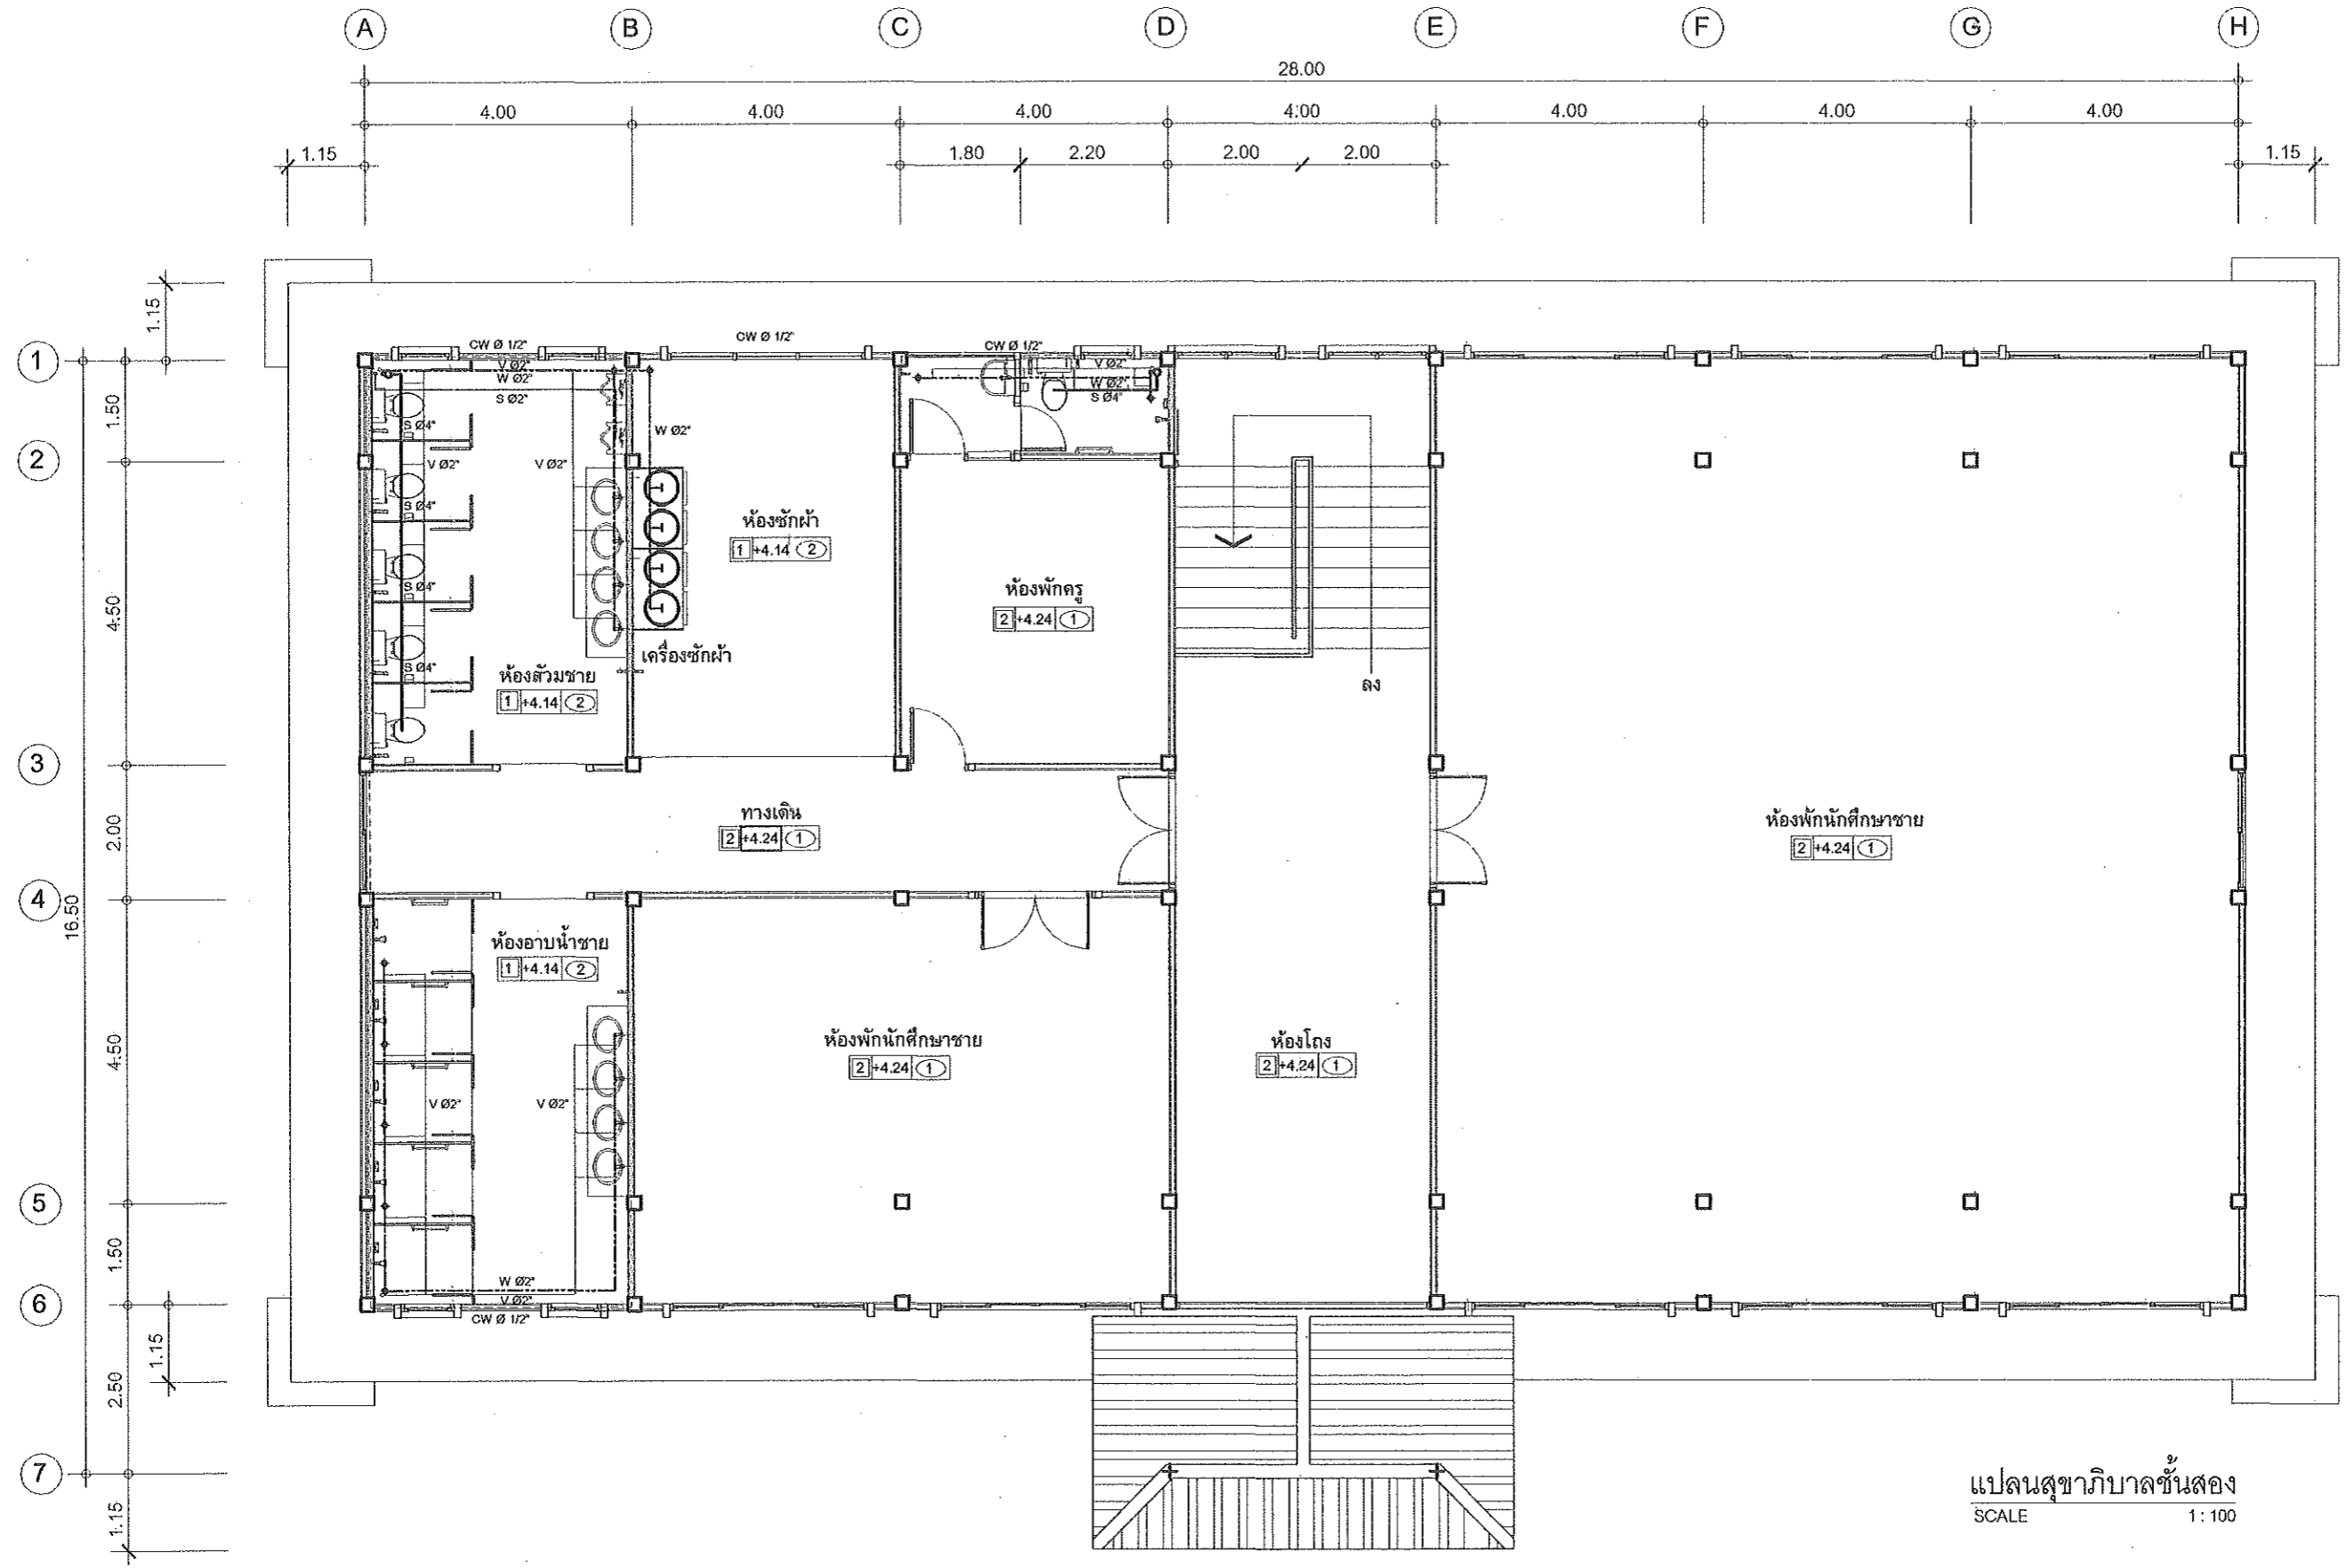 A B C D E F G H
28.00
4.00 4.00 4.00 4.00 4.00 4.00 4.00
1.15 1.80 2.20 2.00 2.00 1.15
1.15
1
CW Ø 1/2" CW Ø 1/2" CW Ø 1/2"
V Ø2" V Ø2"
W Ø2" W Ø2"
S Ø2" S Ø4"
1.50
S Ø4" W Ø2"
2
V Ø2" V Ø2"
S Ø4"
ห้องซักผ้า
1 +4.14 2
4.50
S Ø4"
ห้องพักครู
2 +4.24 1
เครื่องซักผ้า
S Ø4"
ห้องส้วมชาย
1 +4.14 2
ลง
3
2.00
ทางเดิน
2 +4.24 1
ห้องพักนักศึกษาชาย
2 +4.24 1
4
16.50
ห้องอาบน้ำชาย
1 +4.14 2
4.50
ห้องพักนักศึกษาชาย
2 +4.24 1
ห้องโถง
2 +4.24 1
V Ø2" V Ø2"
5
1.50
W Ø2"
V Ø2"
CW Ø 1/2"
6
1.15
2.50
7
1.15
แปลนสุขาภิบาลชั้นสอง
SCALE 1 : 100